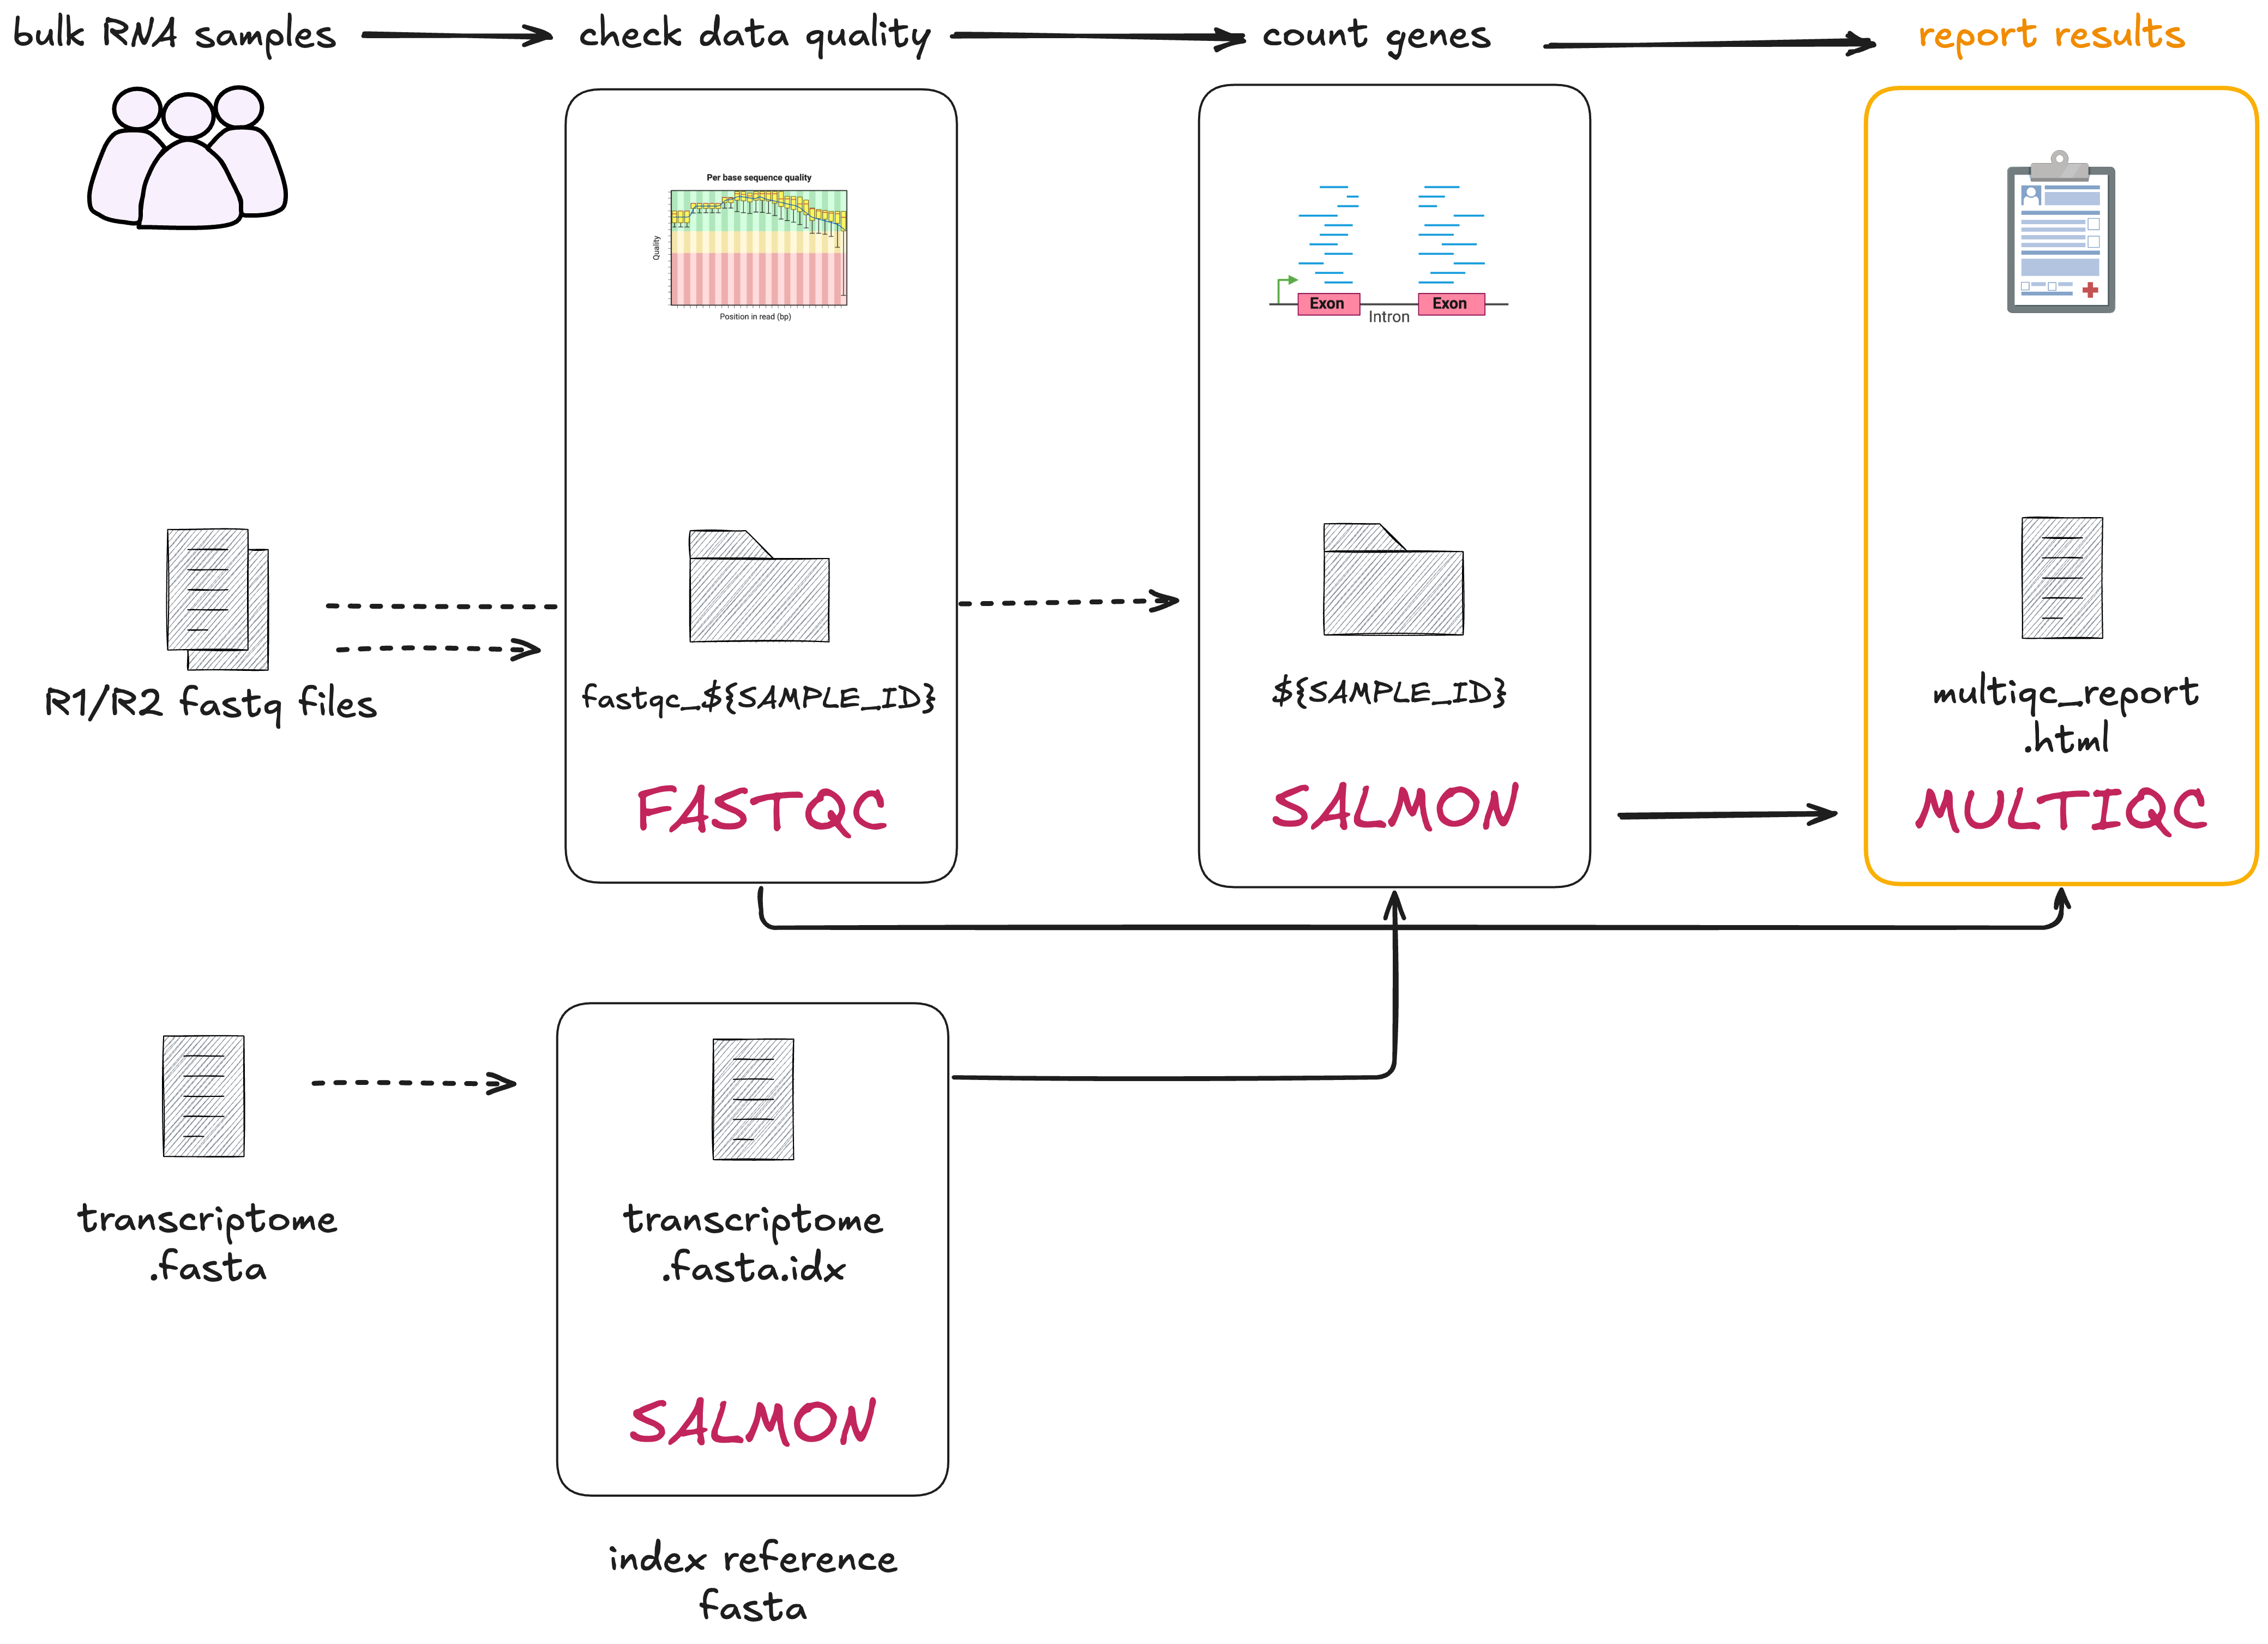 bulk RNA samples
check data quality
count genes
report results
Per base sequence quality
Quality
Position in read (bp)
Exon
Intron
Exon
R1/R2 fastq files
fastqc_${SAMPLE_ID}
FASTQC
${SAMPLE_ID}
SALMON
multiqc_report
.html
MULTIQC
transcriptome
.fasta
transcriptome
.fasta.idx
SALMON
index reference
fasta